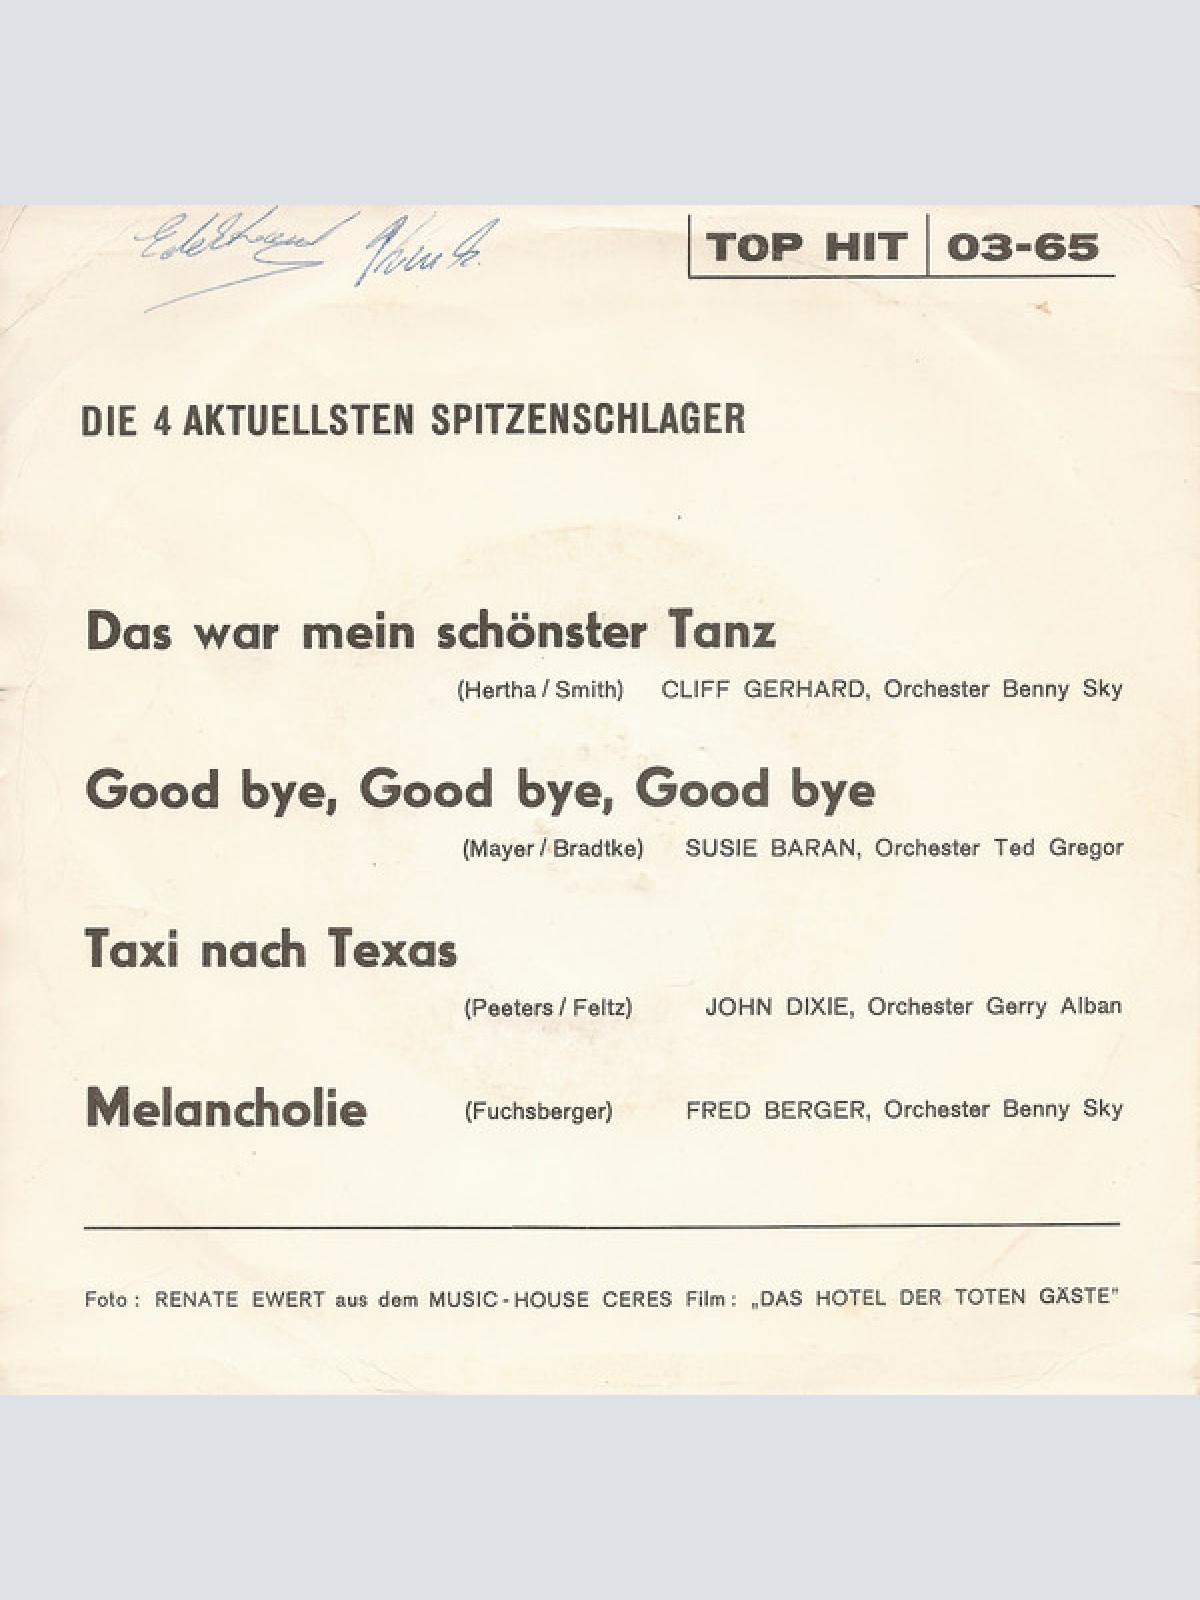 TOP HIT 03-65
DIE 4 AKTUELLSTEN SPITZENSCHLAGER
Das war mein schönster Tanz
(Hertha / Smith) CLIFF GERHARD, Orchester Benny Sky
Good bye, Good bye, Good bye
(Mayer / Bradtke) SUSIE BARAN, Orchester Ted Gregor
Taxi nach Texas
(Peeters / Feltz) JOHN DIXIE, Orchester Gerry Alban
Melancholie (Fuchsberger) FRED BERGER, Orchester Benny Sky
Foto : RENATE EWERT aus dem MUSIC-HOUSE CERES Film : „DAS HOTEL DER TOTEN GÄSTE"